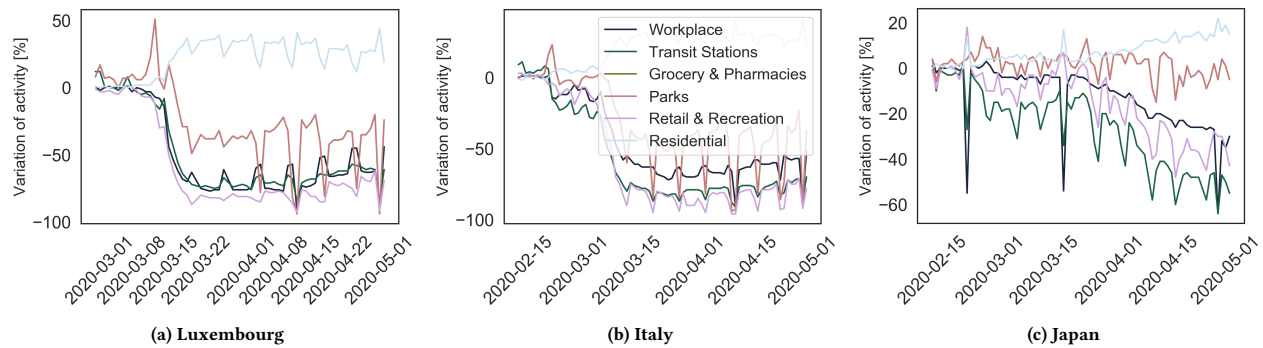 Variation of activity [%]
50
0
−50
−100
2020-03-01
2020-03-08
2020-03-15
2020-03-22
2020-04-01
2020-04-08
2020-04-15
2020-04-22
2020-05-01
(a) Luxembourg
Variation of activity [%]
0
−50
−100
Workplace
Transit Stations
Grocery & Pharmacies
Parks
Retail & Recreation
Residential
2020-02-15
2020-03-01
2020-03-15
2020-04-01
2020-04-15
2020-05-01
(b) Italy
Variation of activity [%]
20
0
−20
−40
−60
2020-02-15
2020-03-01
2020-03-15
2020-04-01
2020-04-15
2020-05-01
(c) Japan